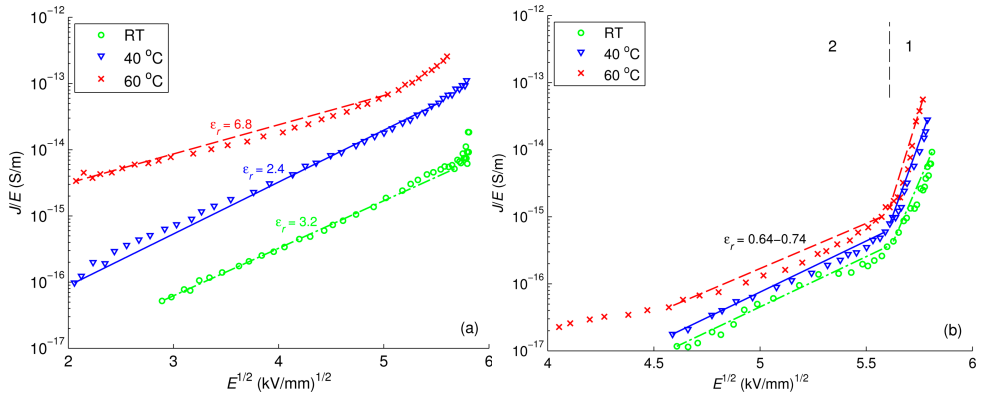 10^−12
10^−13
10^−14
10^−15
10^−16
10^−17
J/E (S/m)
RT
40 °C
60 °C
ε_r = 6.8
ε_r = 2.4
ε_r = 3.2
(a)
2
3
4
5
6
E^1/2 (kV/mm)^1/2
10^−12
10^−13
10^−14
10^−15
10^−16
10^−17
J/E (S/m)
RT
40 °C
60 °C
2
1
ε_r = 0.64−0.74
(b)
4
4.5
5
5.5
6
E^1/2 (kV/mm)^1/2